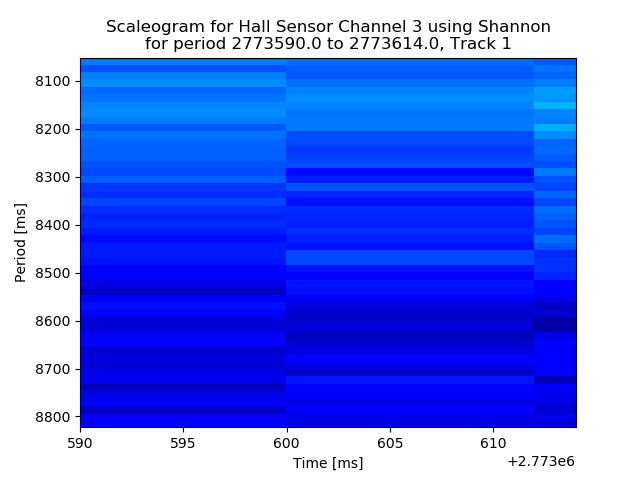 Scaleogram for Hall Sensor Channel 3 using Shannon
for period 2773590.0 to 2773614.0, Track 1
8100
8200
8300
8400
8500
8600
8700
8800
Period [ms]
590 595 600 605 610
Time [ms]
+2.773e6